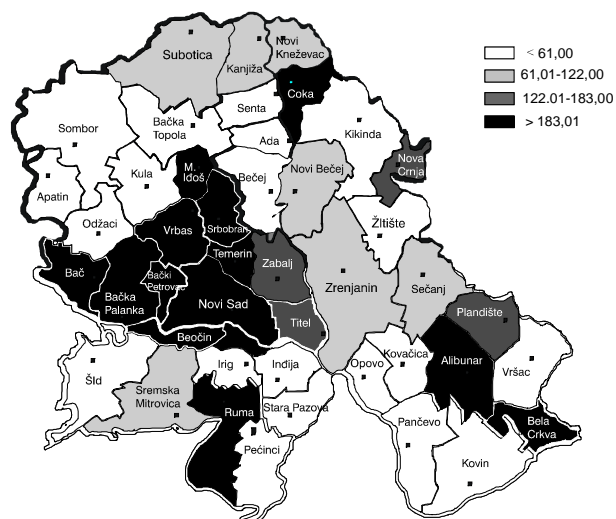 Subotica
Kanjiža
Novi
Kneževac
Coka
Senta
Ada
Bačka
Topola
Sombor
Apatin
Kula
M.
Iđoš
Bečej
Novi Bečej
Kikinda
Nova
Crnja
Žltište
Odžaci
Vrbas
Srbobran
Temerin
Zabalj
Bač
Bačka
Palanka
Bački
Petrovac
Novi Sad
Titel
Zrenjanin
Sečanj
Plandište
Beočin
ŠId
Sremska
Mitrovica
Irig
Inđija
Ruma
Stara Pazova
Pećinci
Opovo
Kovačica
Alibunar
Vršac
Pančevo
Kovin
Bela
Crkva
< 61,00
61,01-122,00
122.01-183,00
> 183,01